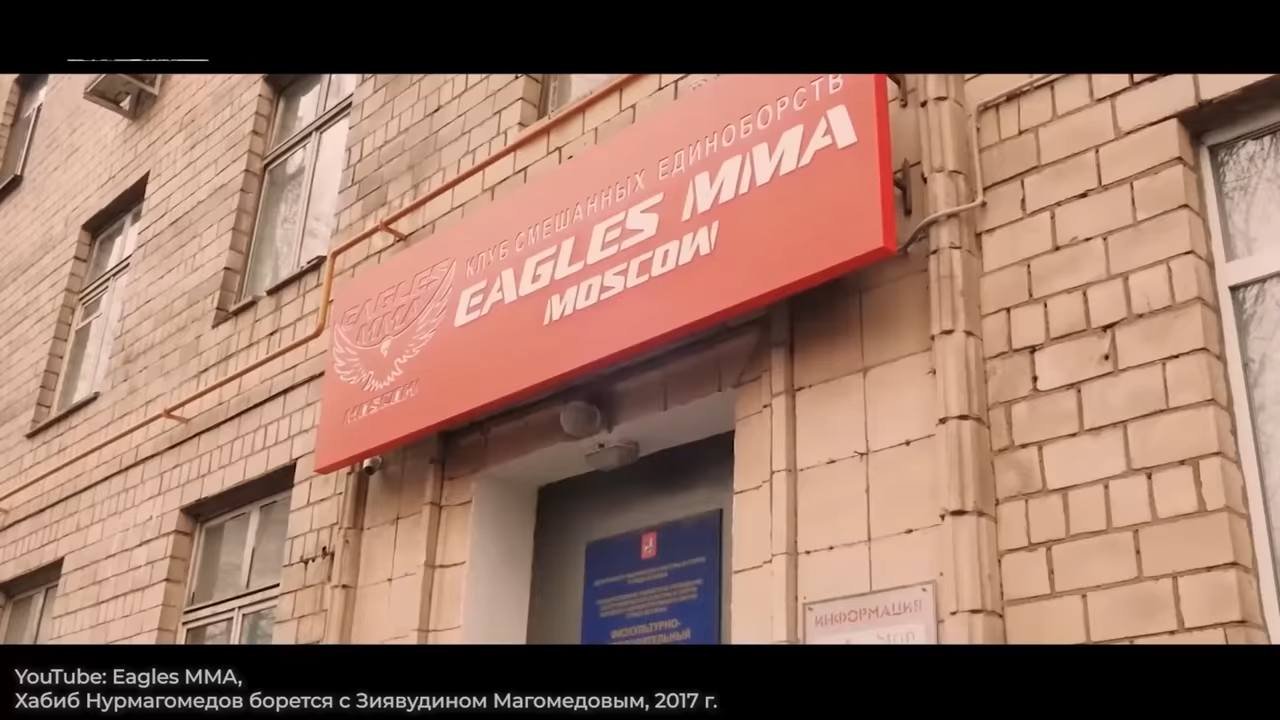 КЛУБ СМЕШАННЫХ ЕДИНОБОРСТВ
EAGLES MMA
MOSCOW
EAGLES
MMA
MOSCOW
ФИЗКУЛЬТУРНО-
ИНФОРМАЦИЯ
YouTube: Eagles MMA,
Хабиб Нурмагомедов борется с Зиявудином Магомедовым, 2017 г.